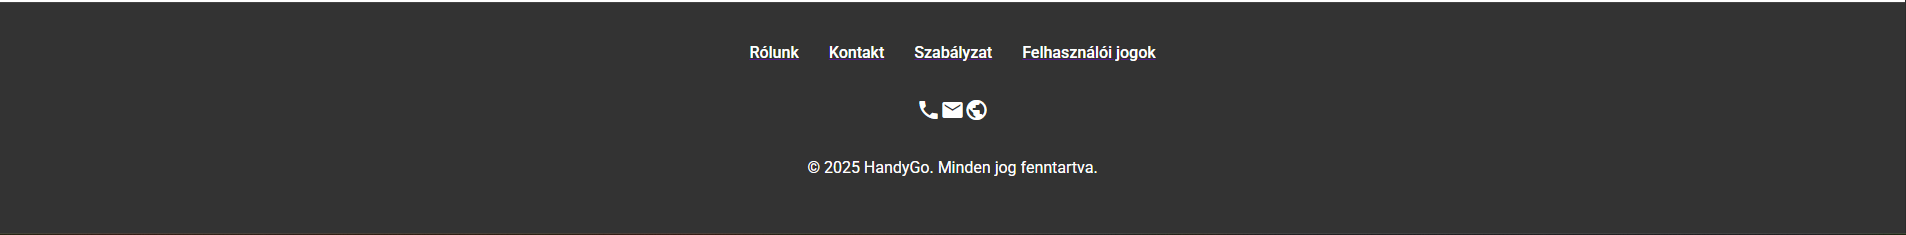 Rólunk Kontakt Szabályzat Felhasználói jogok
© 2025 HandyGo. Minden jog fenntartva.